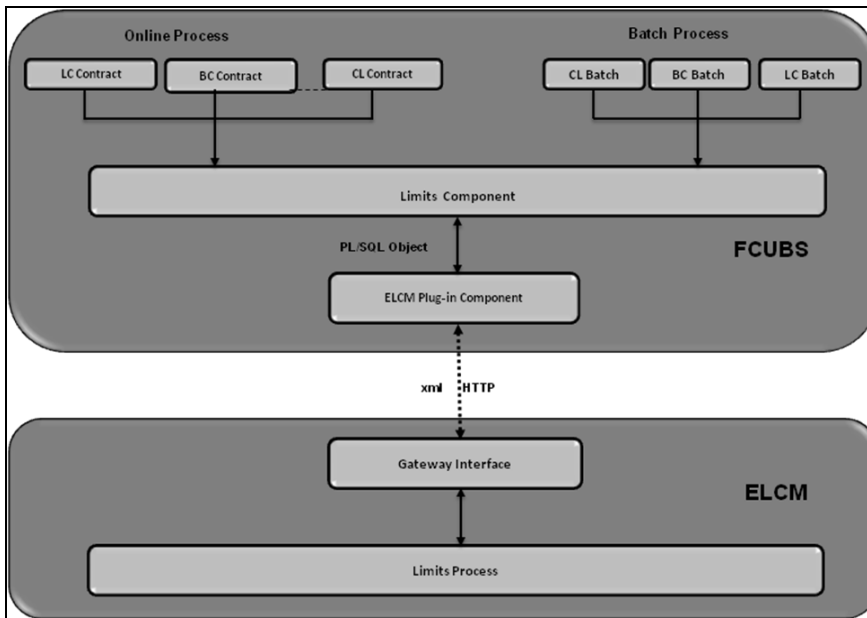 Online Process
Batch Process
LC Contract
BC Contract
CL Contract
CL Batch
BC Batch
LC Batch
Limits Component
PL/SQL Object
FCUBS
ELCM Plug-in Component
xml HTTP
Gateway Interface
ELCM
Limits Process